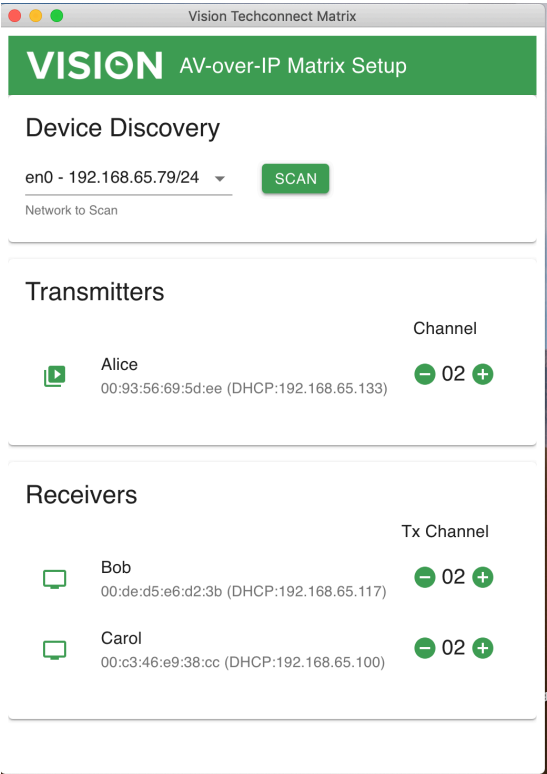 Vision Techconnect Matrix
VISION AV-over-IP Matrix Setup
Device Discovery
en0 - 192.168.65.79/24
SCAN
Network to Scan
Transmitters
Channel
Alice
00:93:56:69:5d:ee (DHCP:192.168.65.133)
02
Receivers
Tx Channel
Bob
00:de:d5:e6:d2:3b (DHCP:192.168.65.117)
02
Carol
00:c3:46:e9:38:cc (DHCP:192.168.65.100)
02